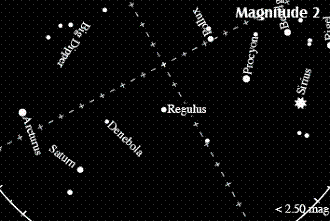 Magnitude 2
Big Dipper
Pollux
Procyon
Sirius
Regulus
Arcturus
Denebola
Saturn
< 2.50 mag